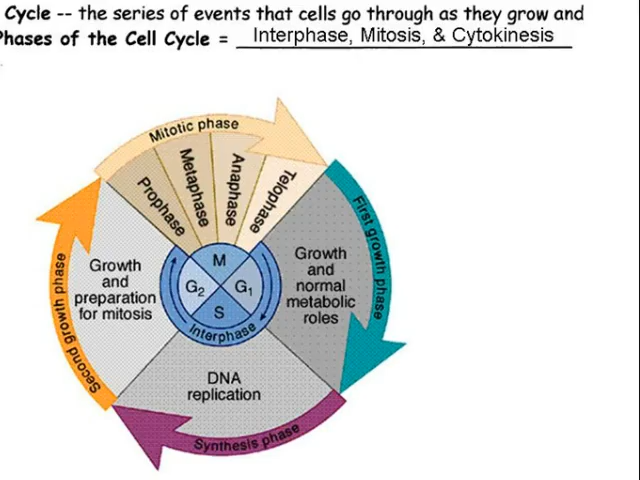 Cycle -- the series of events that cells go through as they grow and
Phases of the Cell Cycle = Interphase, Mitosis, & Cytokinesis
Mitotic phase
Prophase
Metaphase
Anaphase
Telophase
First growth phase
Growth
and
normal
metabolic
roles
Growth
and
preparation
for mitosis
M
G2
G1
S
Interphase
Second growth phase
DNA
replication
Synthesis phase